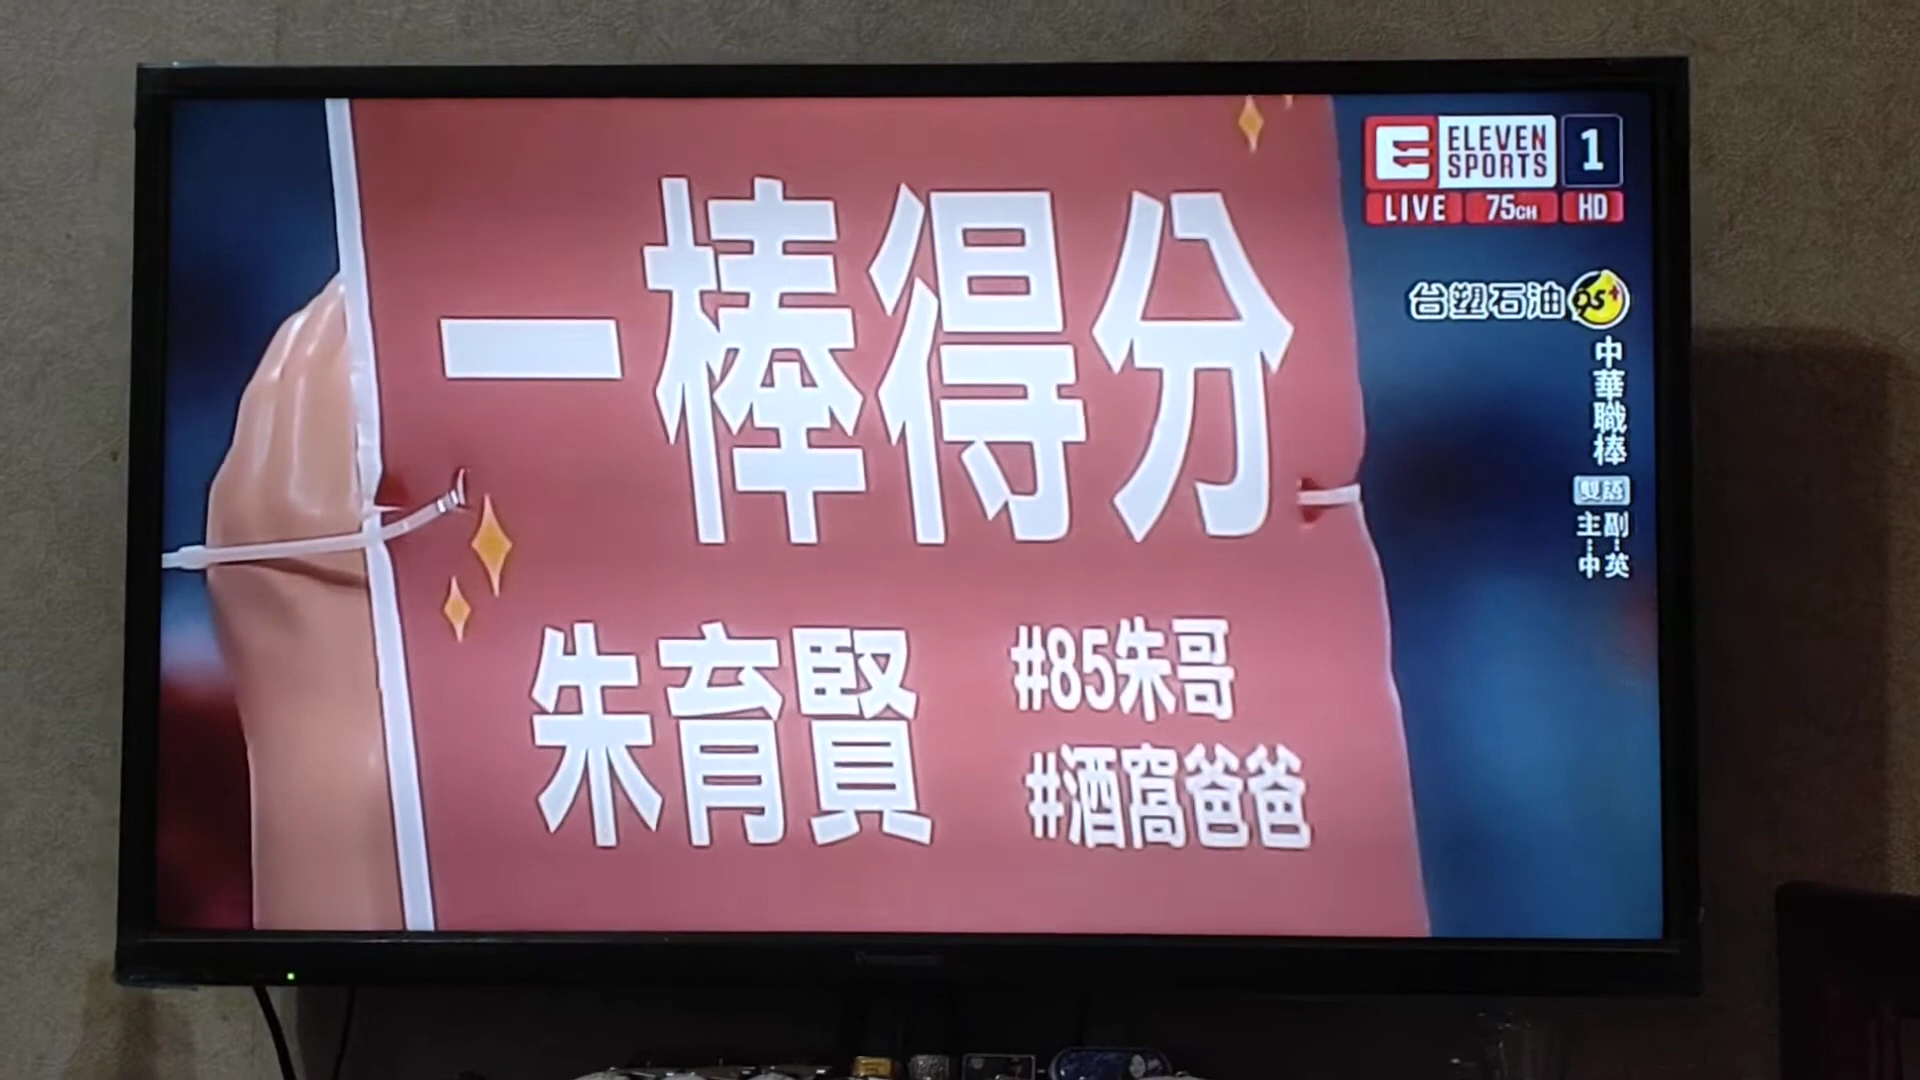 一棒得分
朱育賢
#85朱哥
#酒窩爸爸
ELEVEN
SPORTS
1
LIVE
75CH
HD
台塑石油
95+
中華職棒
雙語
主-中
副-英